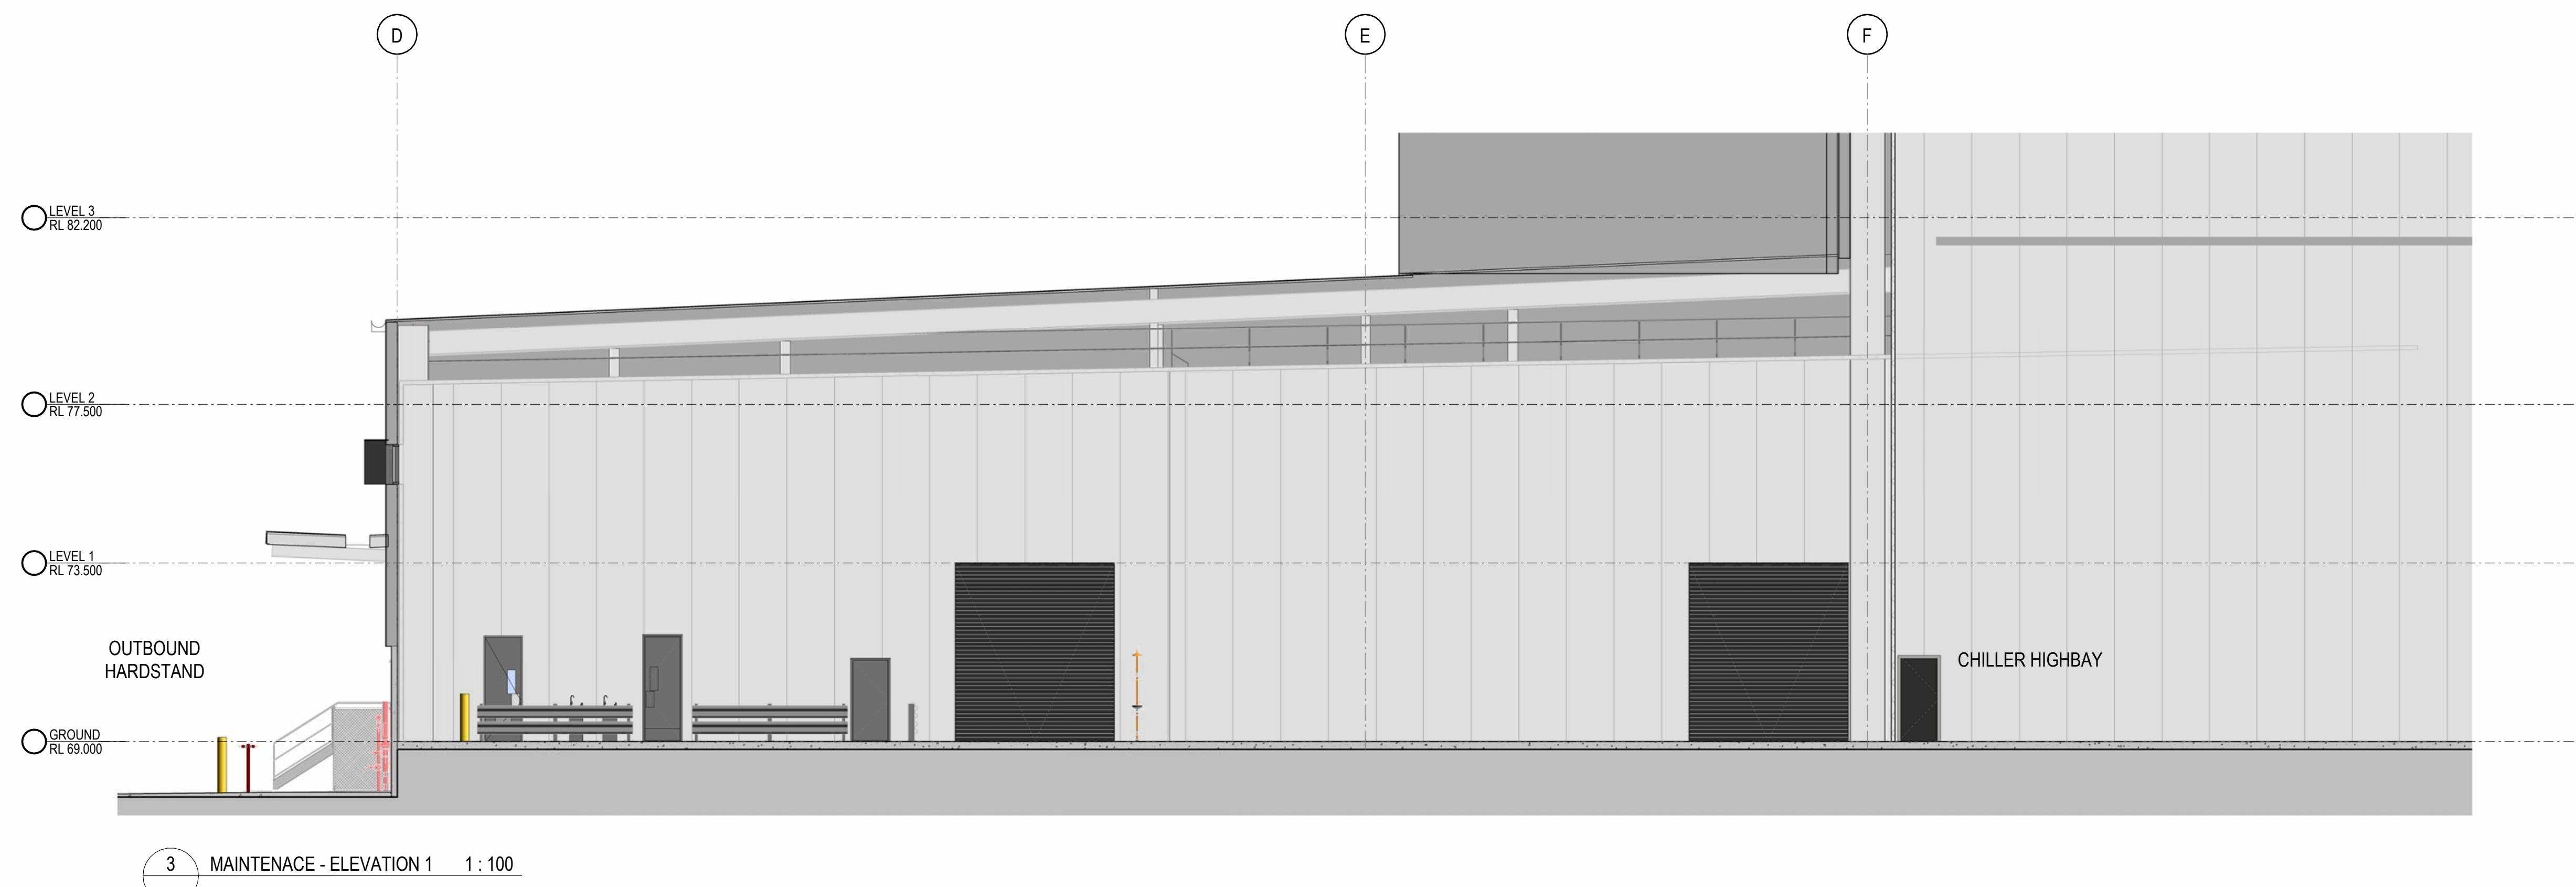 D
E
F
LEVEL 3
RL 82.200
LEVEL 2
RL 77.500
LEVEL 1
RL 73.500
OUTBOUND
HARDSTAND
CHILLER HIGHBAY
GROUND
RL 69.000
3 MAINTENACE - ELEVATION 1 1 : 100